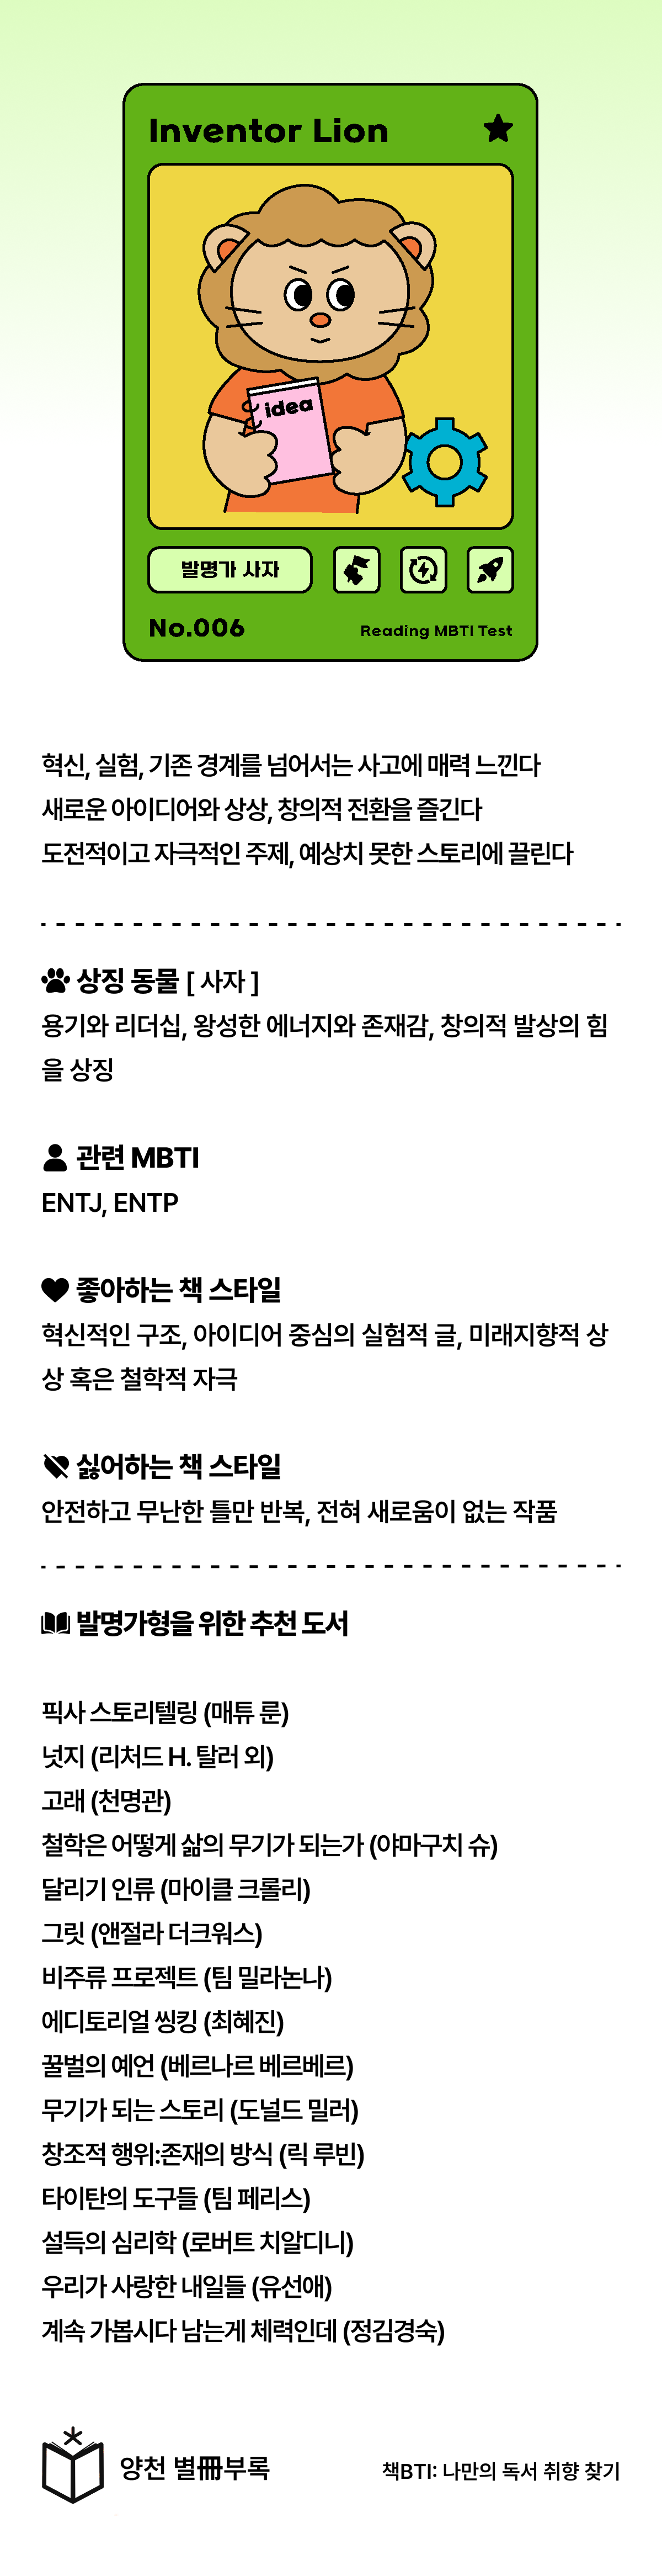 Inventor Lion
idea
발명가 사자
No.006
Reading MBTI Test
혁신, 실험, 기존 경계를 넘어서는 사고에 매력 느낀다
새로운 아이디어와 상상, 창의적 전환을 즐긴다
도전적이고 자극적인 주제, 예상치 못한 스토리에 끌린다
상징 동물 [ 사자 ]
용기와 리더십, 왕성한 에너지와 존재감, 창의적 발상의 힘
을 상징
관련 MBTI
ENTJ, ENTP
좋아하는 책 스타일
혁신적인 구조, 아이디어 중심의 실험적 글, 미래지향적 상
상 혹은 철학적 자극
싫어하는 책 스타일
안전하고 무난한 틀만 반복, 전혀 새로움이 없는 작품
발명가형을 위한 추천 도서
픽사 스토리텔링 (매튜 룬)
넛지 (리처드 H. 탈러 외)
고래 (천명관)
철학은 어떻게 삶의 무기가 되는가 (야마구치 슈)
달리기 인류 (마이클 크롤리)
그릿 (앤절라 더크워스)
비주류 프로젝트 (팀 밀라논나)
에디토리얼 씽킹 (최혜진)
꿀벌의 예언 (베르나르 베르베르)
무기가 되는 스토리 (도널드 밀러)
창조적 행위:존재의 방식 (릭 루빈)
타이탄의 도구들 (팀 페리스)
설득의 심리학 (로버트 치알디니)
우리가 사랑한 내일들 (유선애)
계속 가봅시다 남는게 체력인데 (정김경숙)
양천 별冊부록
책BTI: 나만의 독서 취향 찾기